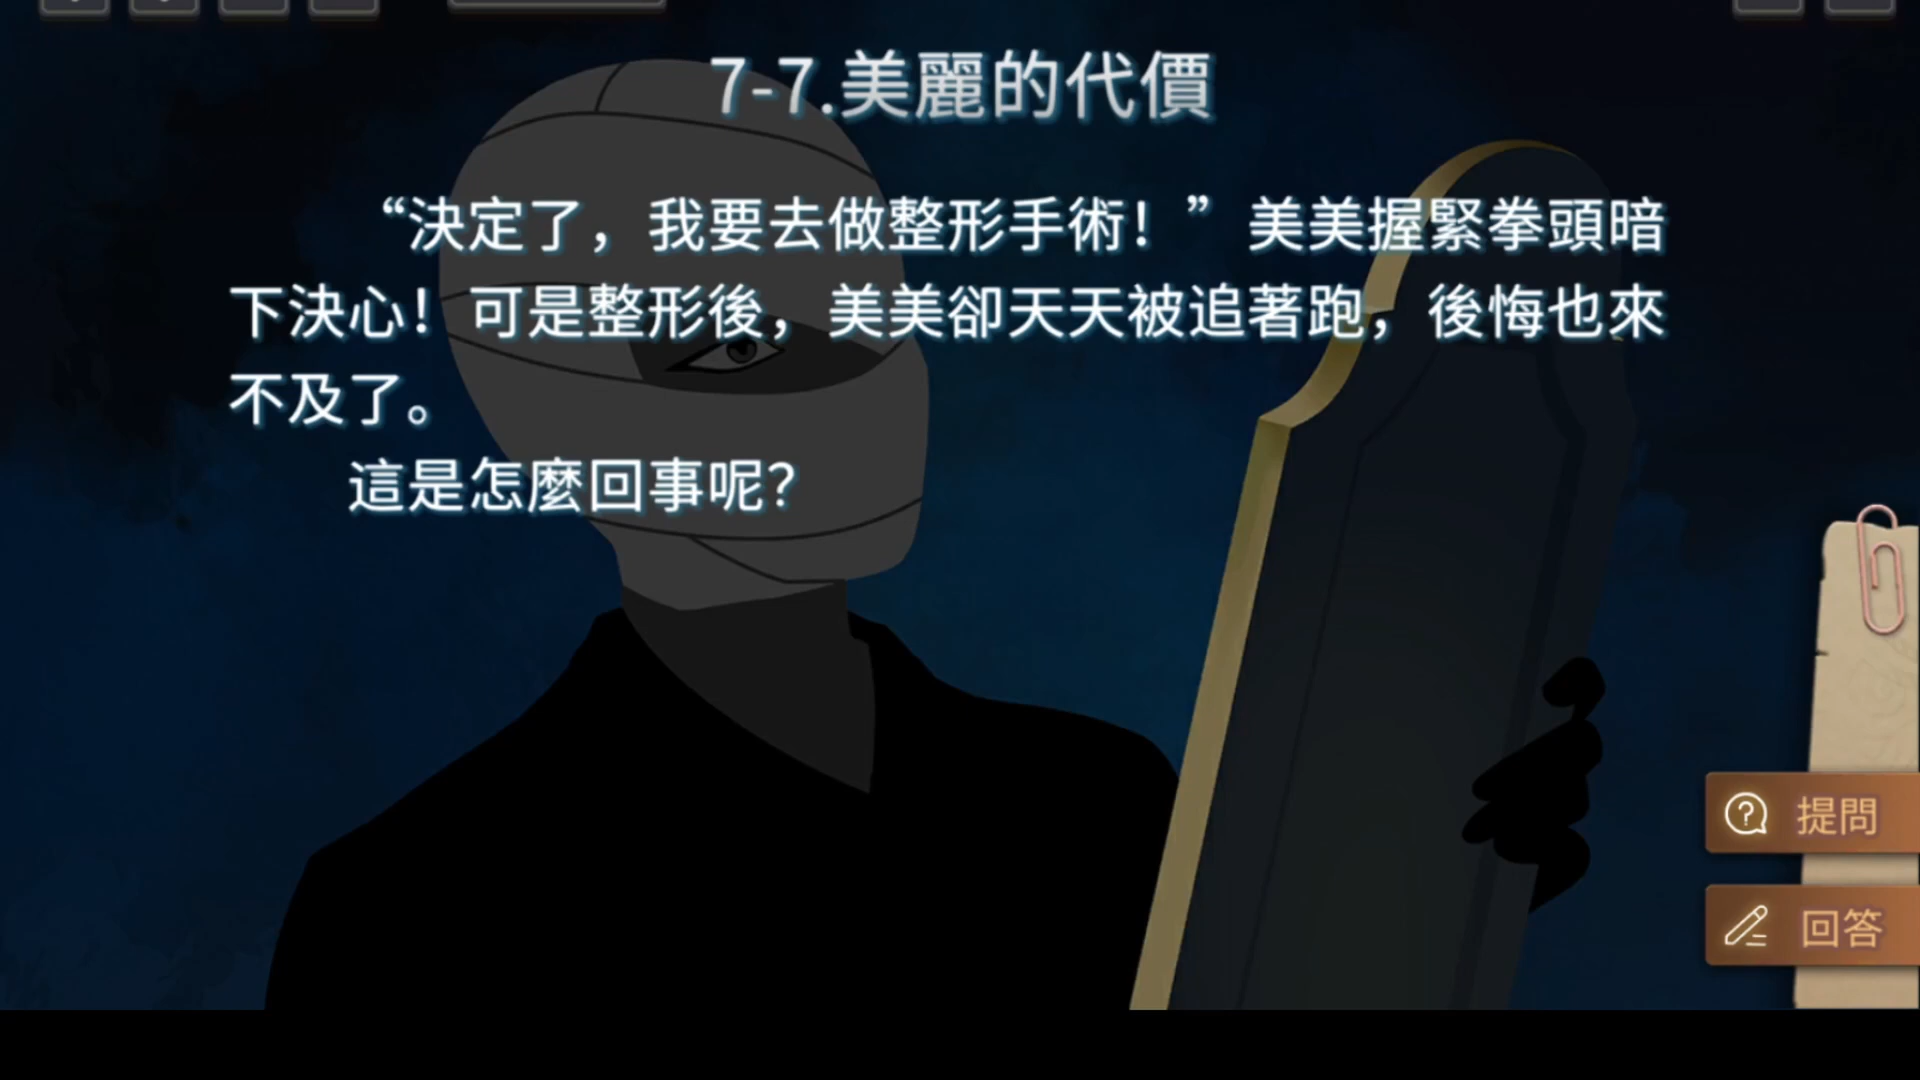 7-7.美麗的代價
“決定了，我要去做整形手術！”美美握緊拳頭暗
下決心！可是整形後，美美卻天天被追著跑，後悔也來
不及了。
這是怎麼回事呢？
提問
回答